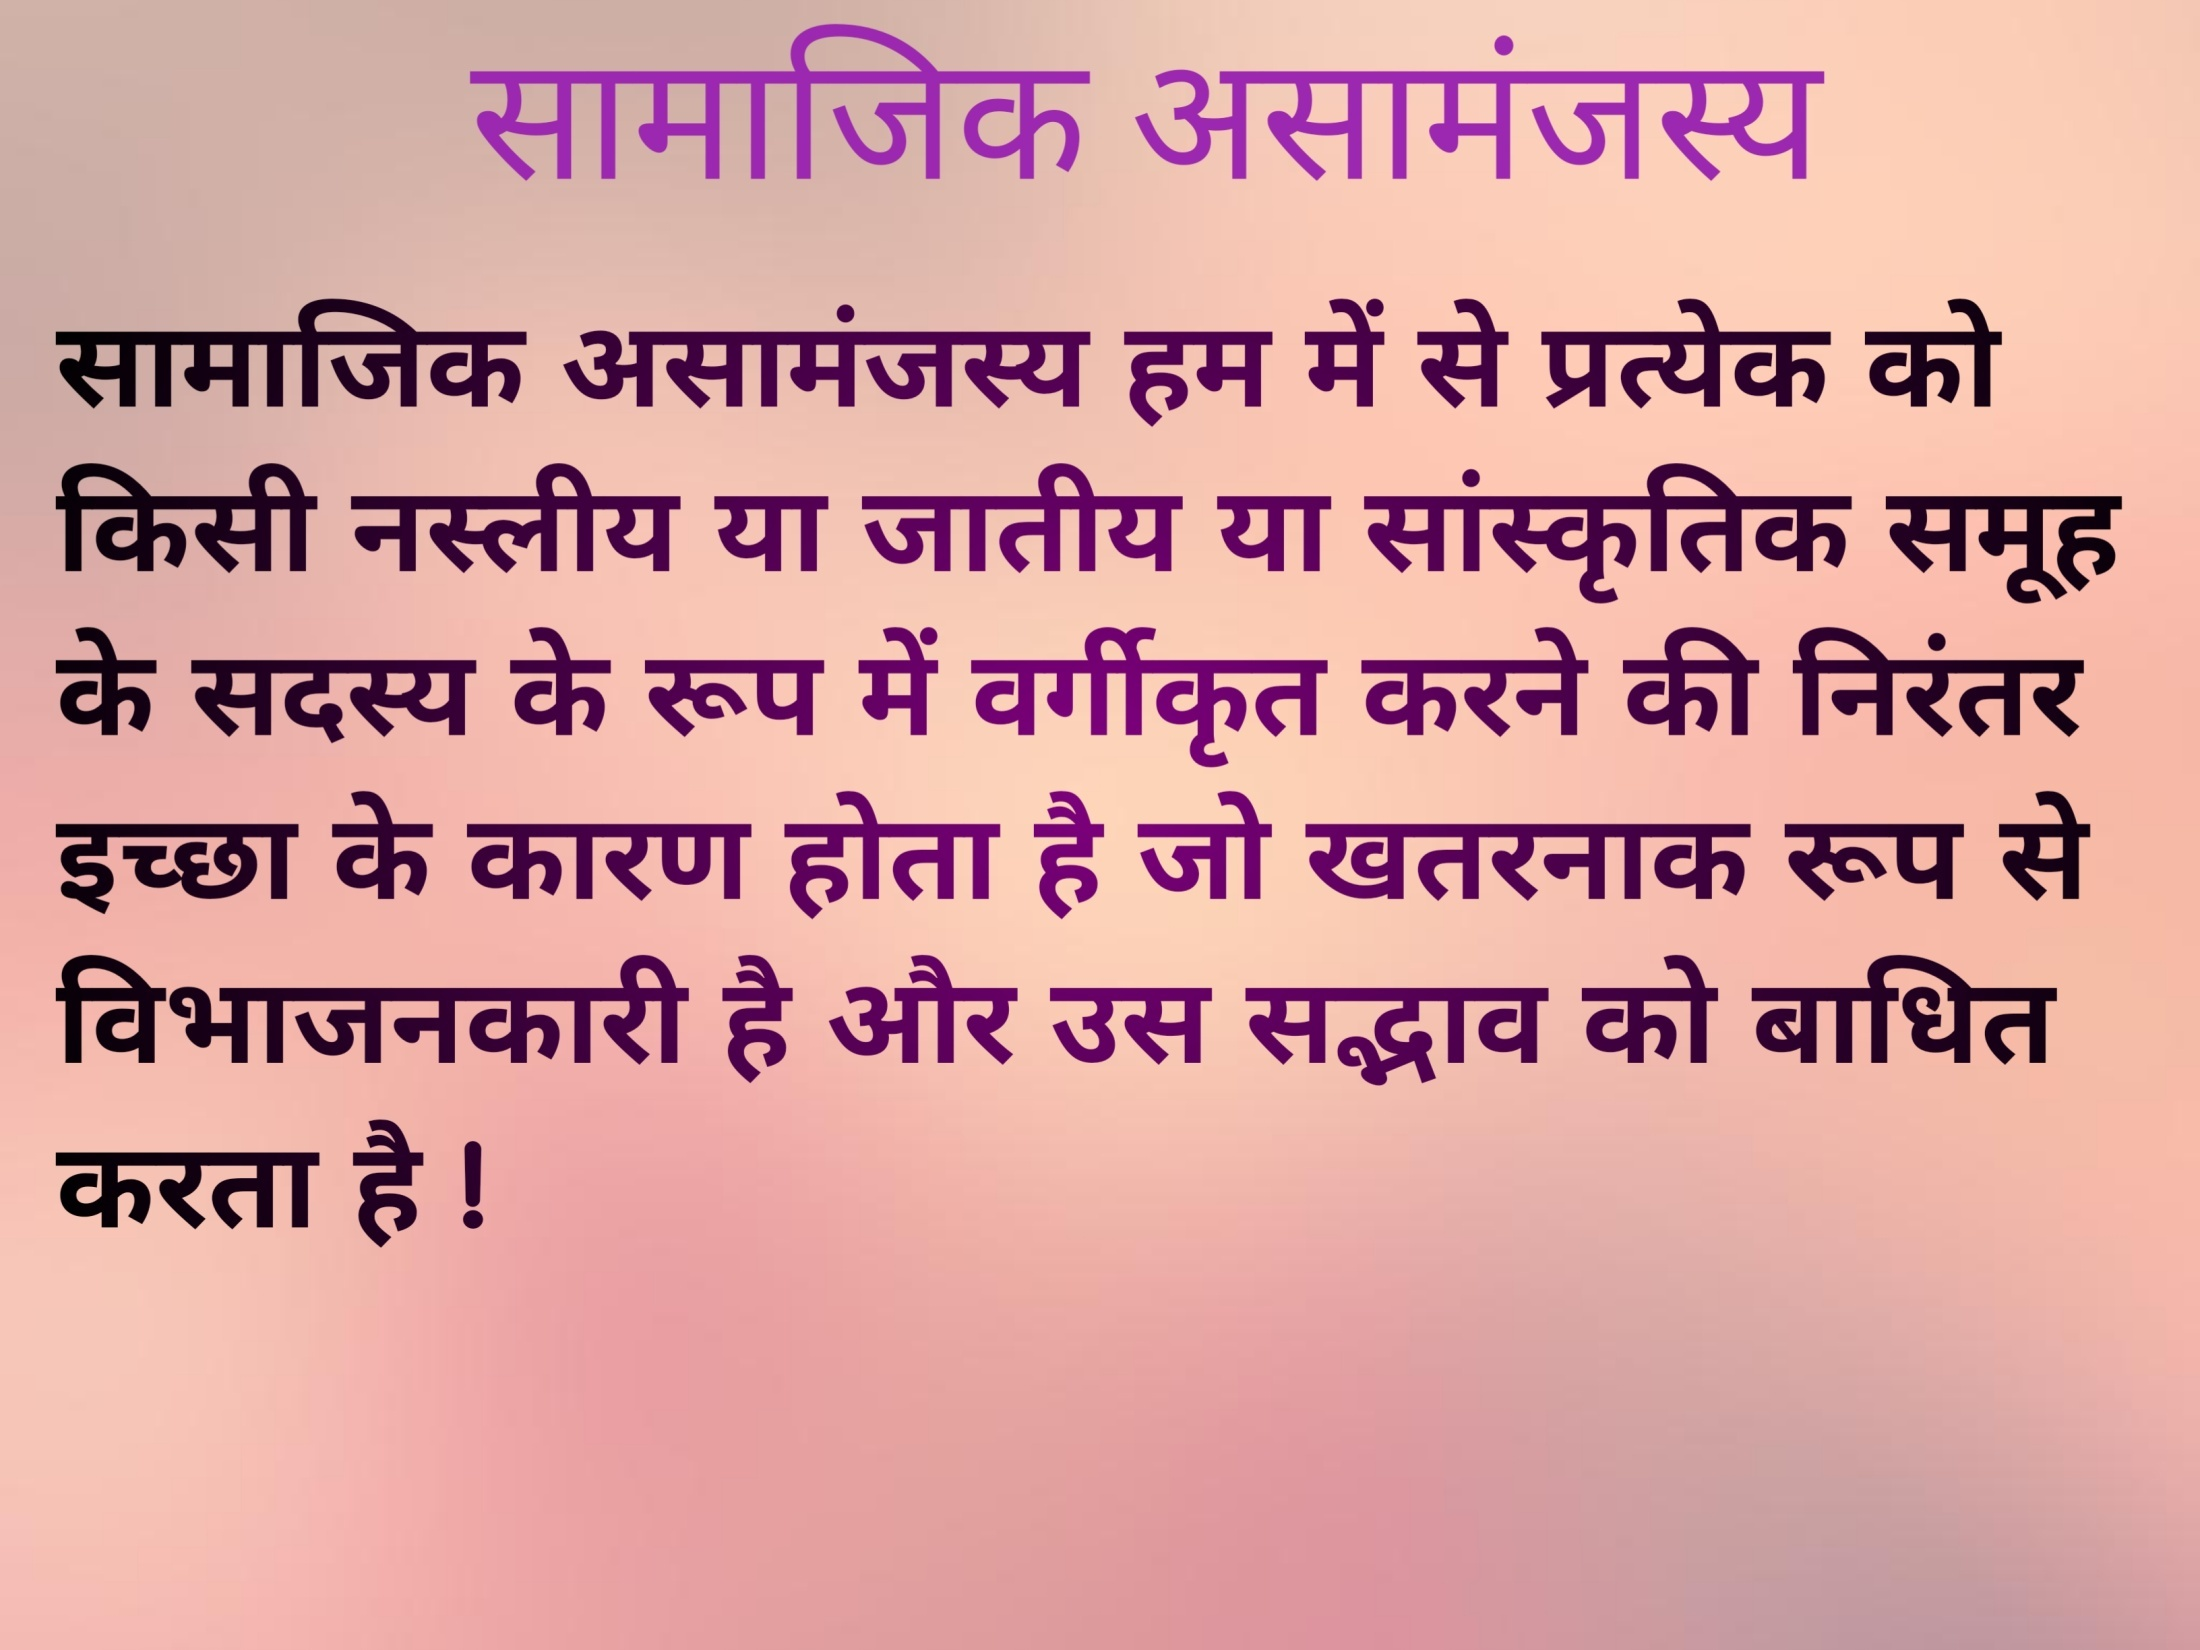 सामाजिक असामंजस्य
सामाजिक असामंजस्य हम में से प्रत्येक को
किसी नस्लीय या जातीय या सांस्कृतिक समूह
के सदस्य के रूप में वर्गीकृत करने की निरंतर
इच्छा के कारण होता है जो खतरनाक रूप से
विभाजनकारी है और उस सद्भाव को बाधित
करता है !